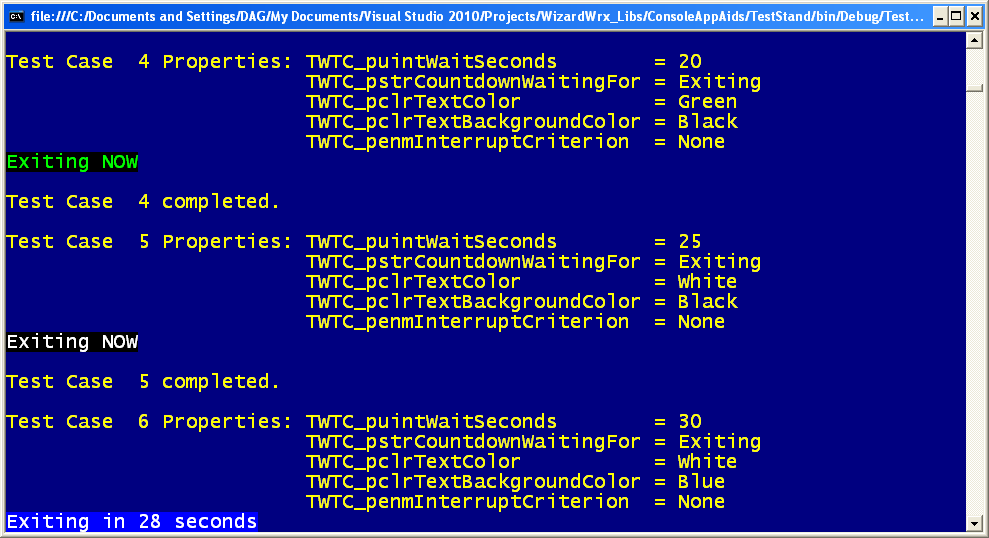 file:///C:/Documents and Settings/DAG/My Documents/Visual Studio 2010/Projects/WizardWrx_Libs/ConsoleAppAids/TestStand/bin/Debug/Test...
Test Case  4 Properties: TWTC_puintWaitSeconds        = 20
TWTC_pstrCountdownWaitingFor = Exiting
TWTC_pclrTextColor           = Green
TWTC_pclrTextBackgroundColor = Black
TWTC_penmInterruptCriterion  = None
Exiting NOW
Test Case  4 completed.
Test Case  5 Properties: TWTC_puintWaitSeconds        = 25
TWTC_pstrCountdownWaitingFor = Exiting
TWTC_pclrTextColor           = White
TWTC_pclrTextBackgroundColor = Black
TWTC_penmInterruptCriterion  = None
Exiting NOW
Test Case  5 completed.
Test Case  6 Properties: TWTC_puintWaitSeconds        = 30
TWTC_pstrCountdownWaitingFor = Exiting
TWTC_pclrTextColor           = White
TWTC_pclrTextBackgroundColor = Blue
TWTC_penmInterruptCriterion  = None
Exiting in 28 seconds